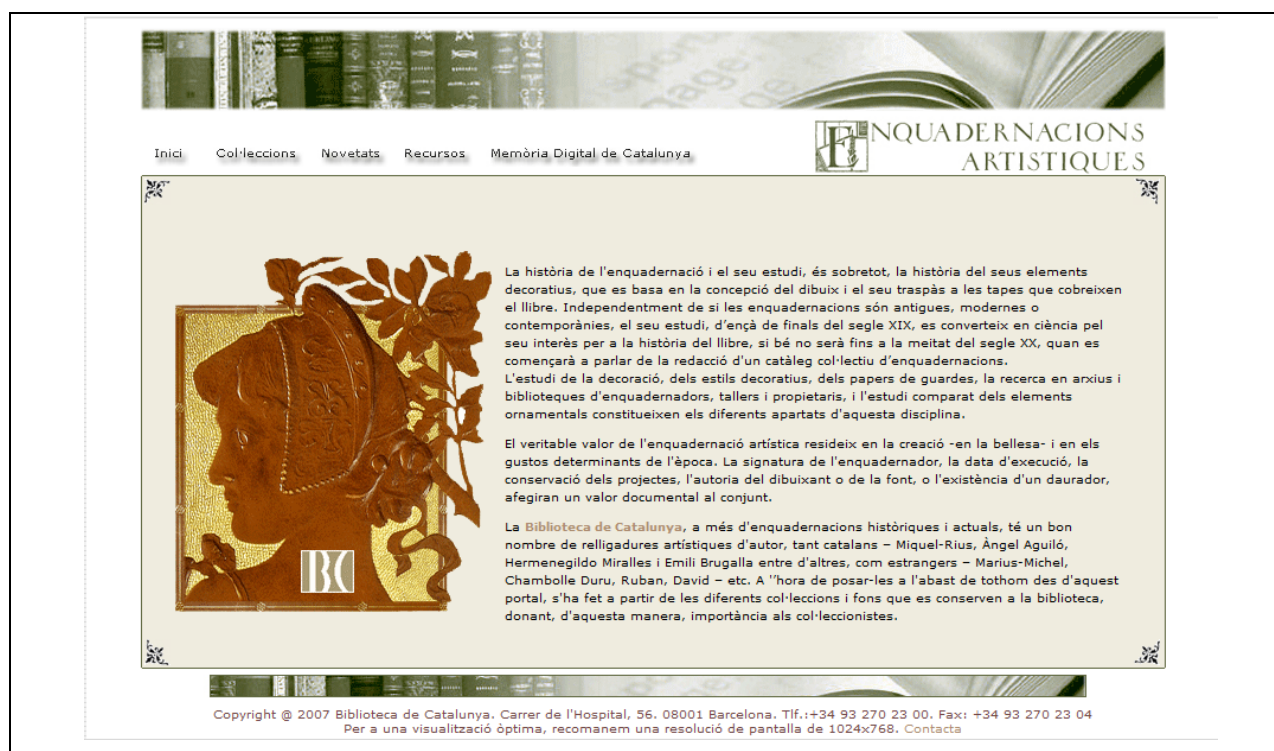 Inici Col·leccions Novetats Recursos Memòria Digital de Catalunya
ENQUADERNACIONS
ARTISTIQUES
La història de l'enquadernació i el seu estudi, és sobretot, la història del seus elements
decoratius, que es basa en la concepció del dibuix i el seu traspàs a les tapes que cobreixen
el llibre. Independentment de si les enquadernacions són antigues, modernes o
contemporànies, el seu estudi, d'ençà de finals del segle XIX, es converteix en ciència pel
seu interès per a la història del llibre, si bé no serà fins a la meitat del segle XX, quan es
començarà a parlar de la redacció d'un catàleg col·lectiu d'enquadernacions.
L'estudi de la decoració, dels estils decoratius, dels papers de guardes, la recerca en arxius i
biblioteques d'enquadernadors, tallers i propietaris, i l'estudi comparat dels elements
ornamentals constitueixen els diferents apartats d'aquesta disciplina.
El veritable valor de l'enquadernació artística resideix en la creació -en la bellesa- i en els
gustos determinants de l'època. La signatura de l'enquadernador, la data d'execució, la
conservació dels projectes, l'autoria del dibuixant o de la font, o l'existència d'un daurador,
afegiran un valor documental al conjunt.
La Biblioteca de Catalunya, a més d'enquadernacions històriques i actuals, té un bon
nombre de relligadures artístiques d'autor, tant catalans – Miquel-Rius, Àngel Aguiló,
Hermenegildo Miralles i Emili Brugalla entre d'altres, com estrangers – Marius-Michel,
Chambolle Duru, Ruban, David – etc. A ''hora de posar-les a l'abast de tothom des d'aquest
portal, s'ha fet a partir de les diferents col·leccions i fons que es conserven a la biblioteca,
donant, d'aquesta manera, importància als col·leccionistes.
BC
Copyright @ 2007 Biblioteca de Catalunya. Carrer de l'Hospital, 56. 08001 Barcelona. Tlf.:+34 93 270 23 00. Fax: +34 93 270 23 04
Per a una visualització òptima, recomanem una resolució de pantalla de 1024x768. Contacta